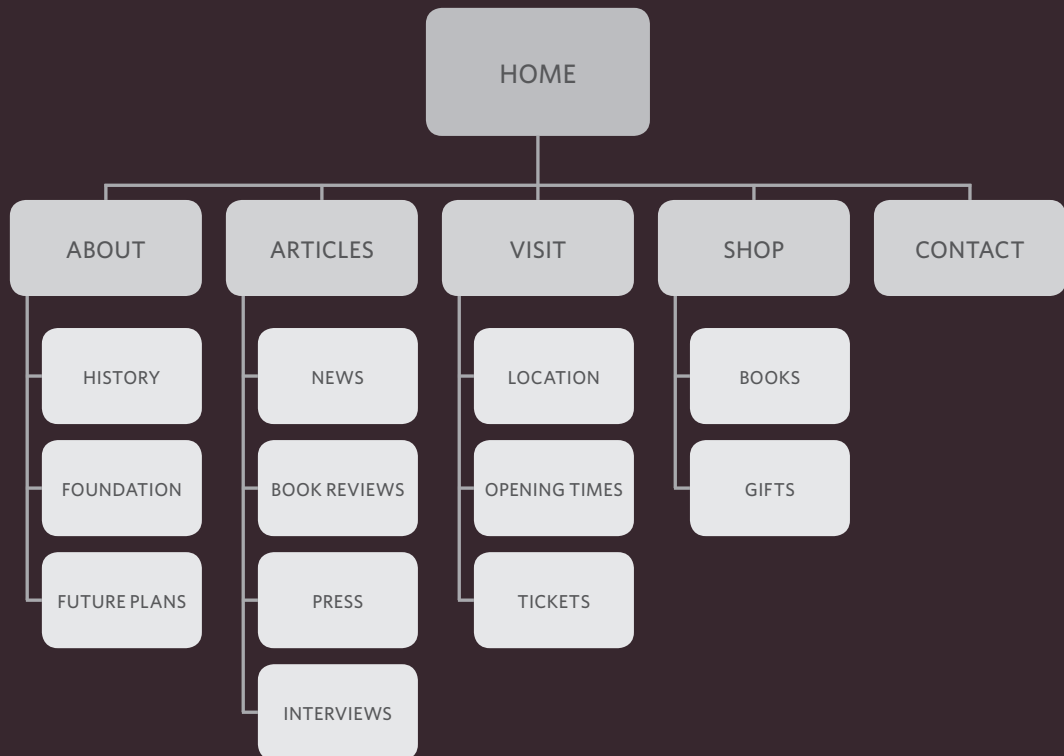 HOME
ABOUT
ARTICLES
VISIT
SHOP
CONTACT
HISTORY
NEWS
LOCATION
BOOKS
FOUNDATION
BOOK REVIEWS
OPENING TIMES
GIFTS
FUTURE PLANS
PRESS
TICKETS
INTERVIEWS